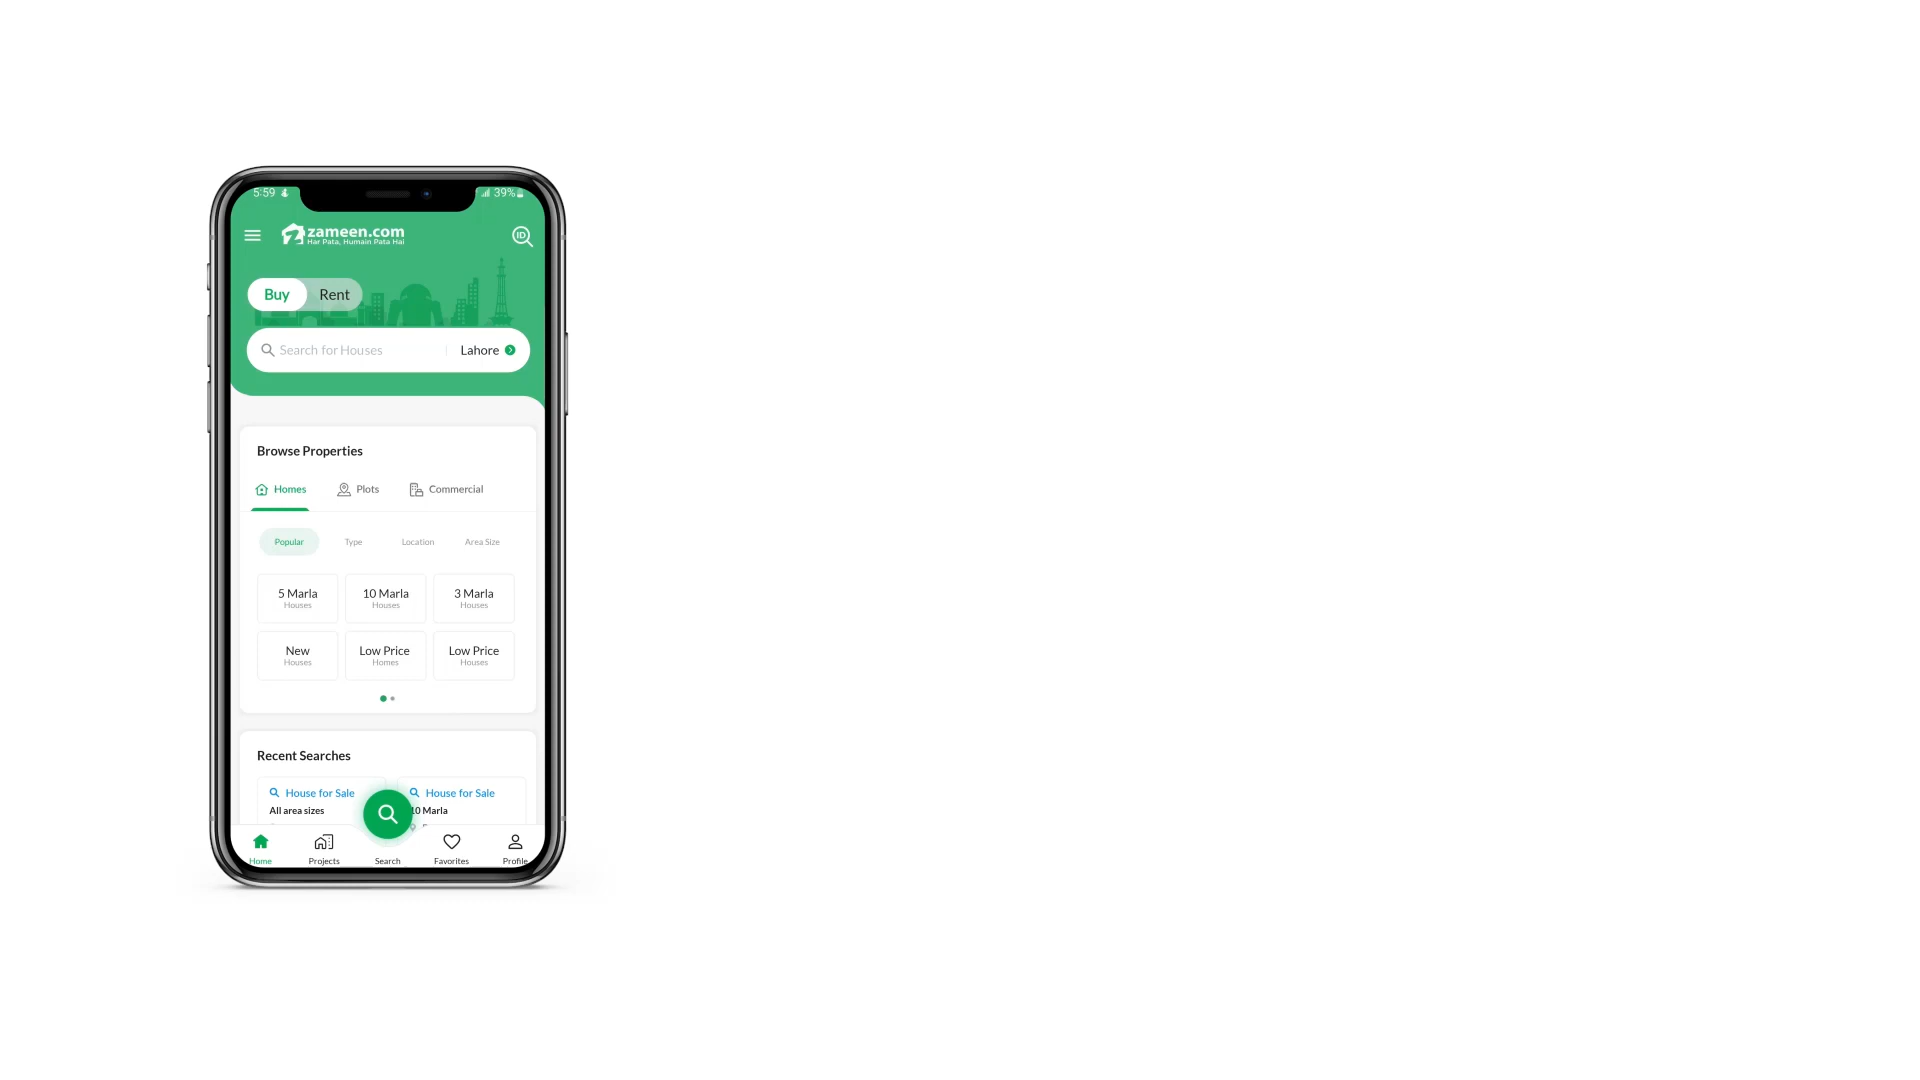 5:59
39%
zameen.com
Har Pata, Humain Pata Hai
ID
Buy Rent
Search for Houses Lahore
Browse Properties
Homes Plots Commercial
Popular Type Location Area Size
5 Marla 10 Marla 3 Marla
Houses Houses Houses
New Low Price Low Price
Houses Homes Houses
Recent Searches
House for Sale House for Sale
All area sizes 10 Marla
Home Projects Search Favorites Profile